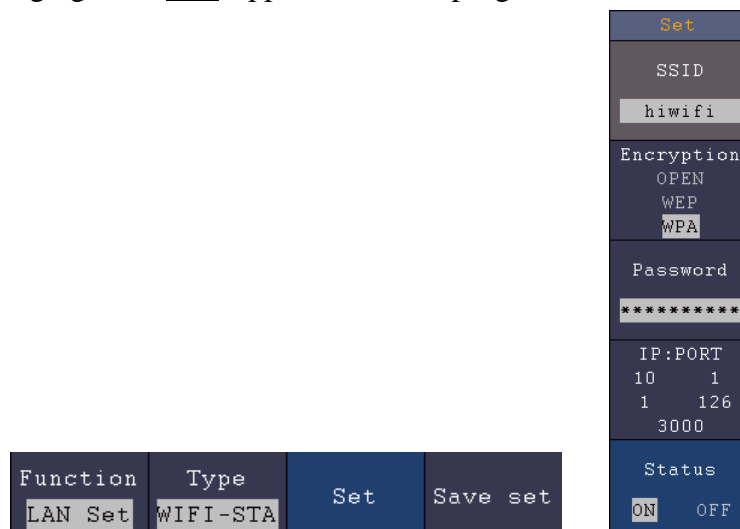 Set
SSID
hiwifi
Encryption
OPEN
WEP
WPA
Password
**********
IP:PORT
10 1
1 126
3000
Status
ON OFF
Function Type Set Save set
LAN Set WIFI-STA